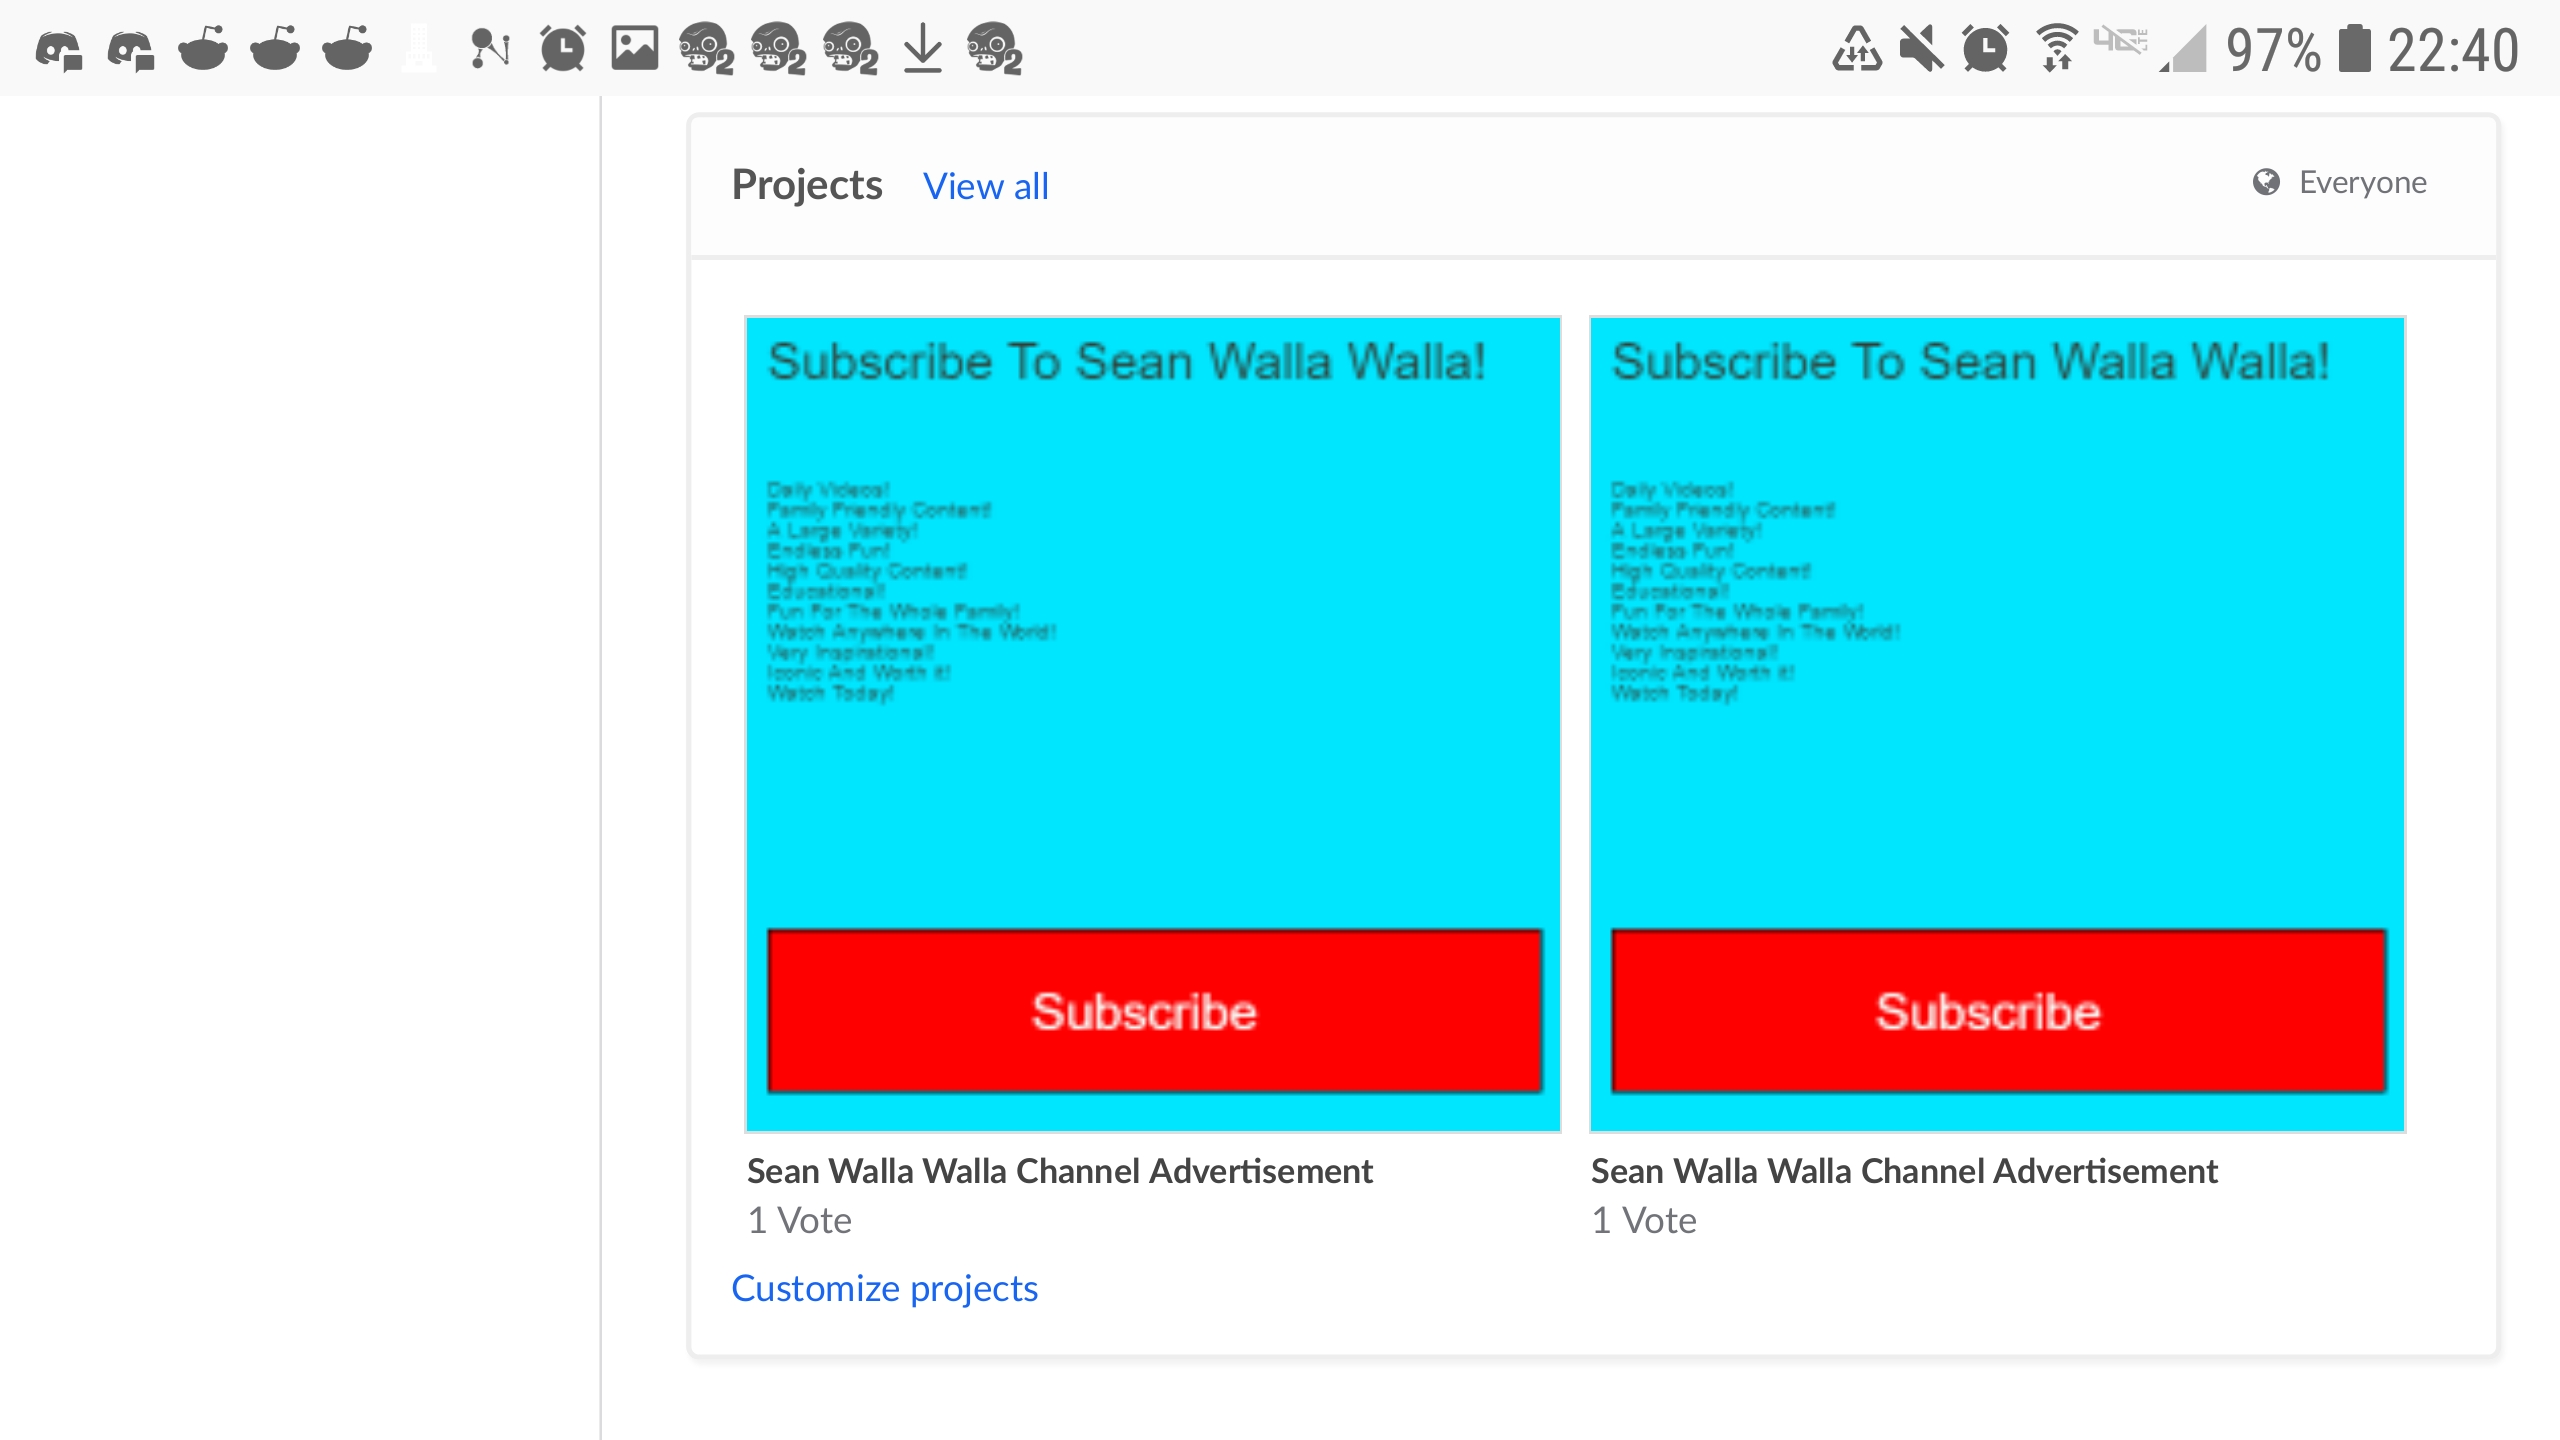 97% 22:40
Projects View all Everyone
Subscribe To Sean Walla Walla!
Daily Videos!
Family Friendly Content!
A Large Variety!
Endless Fun!
High Quality Content!
Educational!
Fun For The Whole Family!
Watch Anywhere In The World!
Very Inspirational!
Iconic And Worth it!
Watch Today!
Subscribe
Sean Walla Walla Channel Advertisement
1 Vote
Subscribe To Sean Walla Walla!
Daily Videos!
Family Friendly Content!
A Large Variety!
Endless Fun!
High Quality Content!
Educational!
Fun For The Whole Family!
Watch Anywhere In The World!
Very Inspirational!
Iconic And Worth it!
Watch Today!
Subscribe
Sean Walla Walla Channel Advertisement
1 Vote
Customize projects